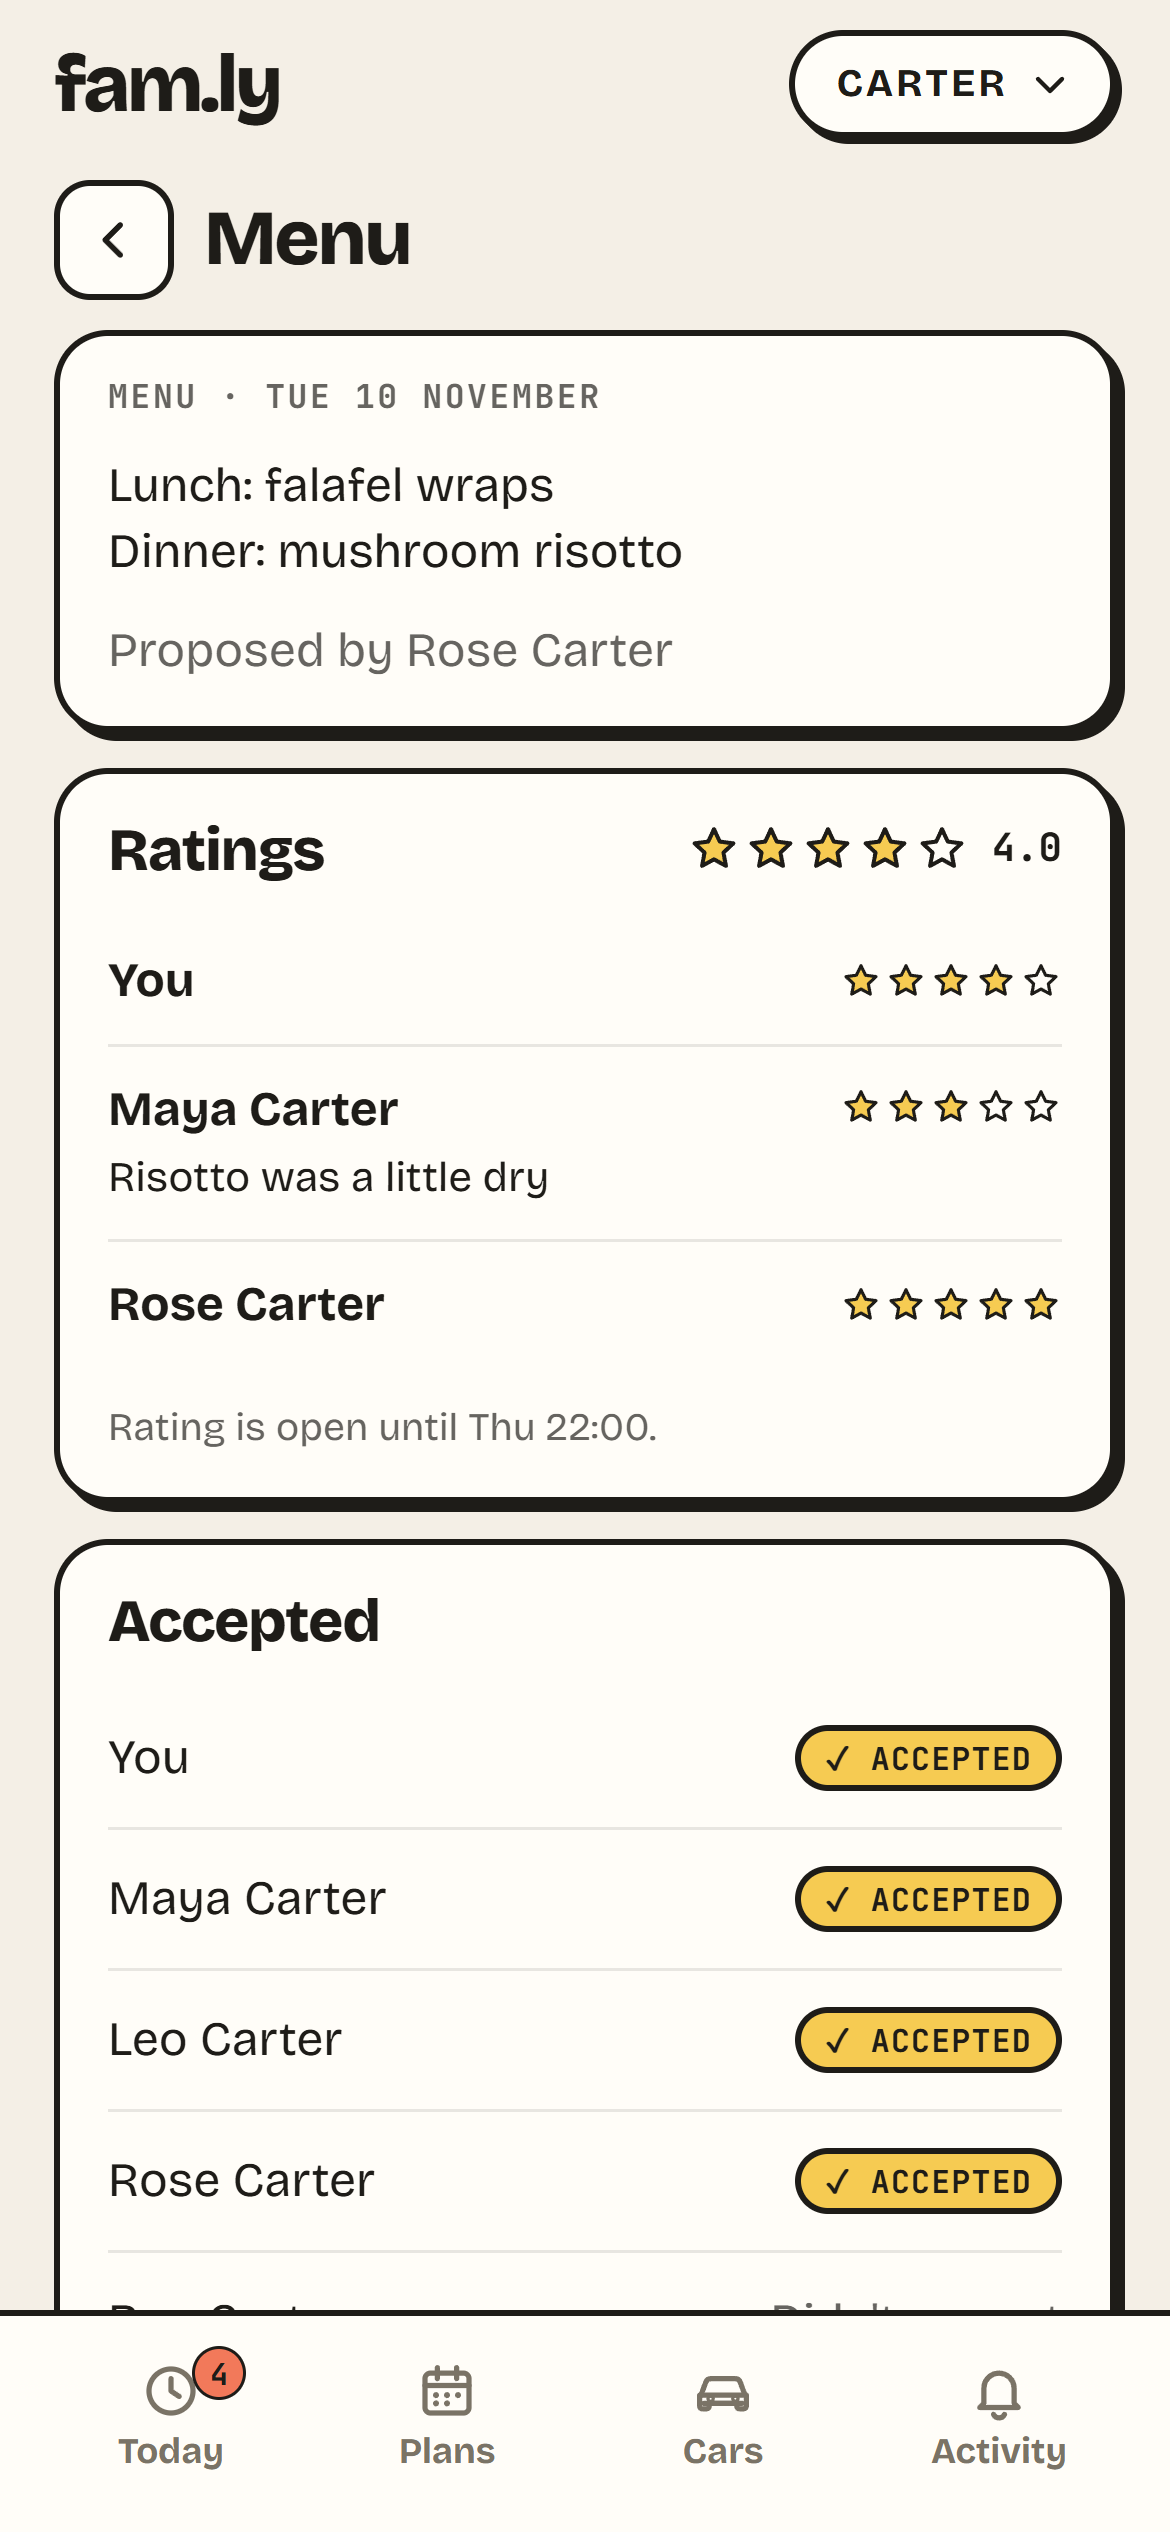 fam.ly
CARTER
Menu
MENU · TUE 10 NOVEMBER
Lunch: falafel wraps
Dinner: mushroom risotto
Proposed by Rose Carter
Ratings 4.0
You
Maya Carter
Risotto was a little dry
Rose Carter
Rating is open until Thu 22:00.
Accepted
You ✓ ACCEPTED
Maya Carter ✓ ACCEPTED
Leo Carter ✓ ACCEPTED
Rose Carter ✓ ACCEPTED
4
Today Plans Cars Activity